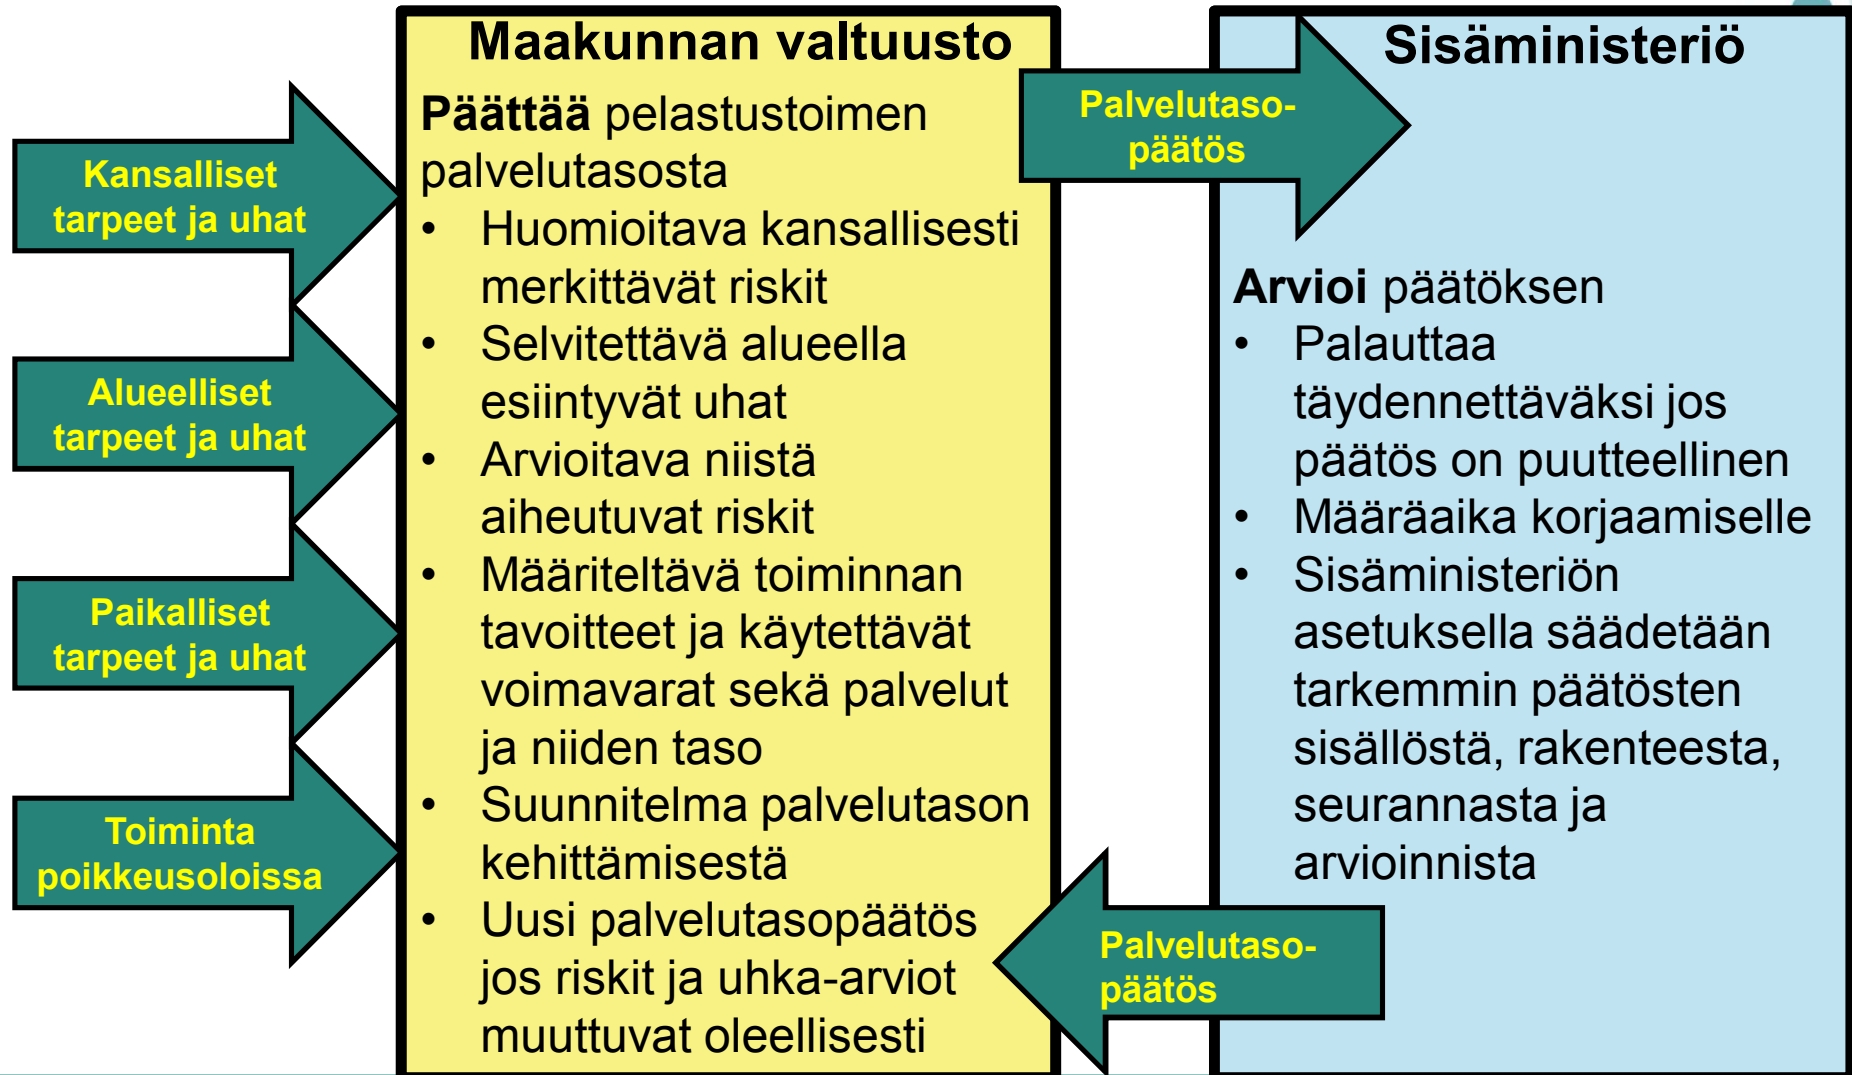 Kansalliset
tarpeet ja uhat
Alueelliset
tarpeet ja uhat
Paikalliset
tarpeet ja uhat
Toiminta
poikkeusoloissa
Maakunnan valtuusto
Päättää pelastustoimen
palvelutasosta
• Huomioitava kansallisesti
merkittävät riskit
• Selvitettävä alueella
esiintyvät uhat
• Arvioitava niistä
aiheutuvat riskit
• Määriteltävä toiminnan
tavoitteet ja käytettävät
voimavarat sekä palvelut
ja niiden taso
• Suunnitelma palvelutason
kehittämisestä
• Uusi palvelutasopäätös
jos riskit ja uhka-arviot
muuttuvat oleellisesti
Palvelutaso-
päätös
Sisäministeriö
Arvioi päätöksen
• Palauttaa
täydennettäväksi jos
päätös on puutteellinen
• Määräaika korjaamiselle
• Sisäministeriön
asetuksella säädetään
tarkemmin päätösten
sisällöstä, rakenteesta,
seurannasta ja
arvioinnista
Palvelutaso-
päätös